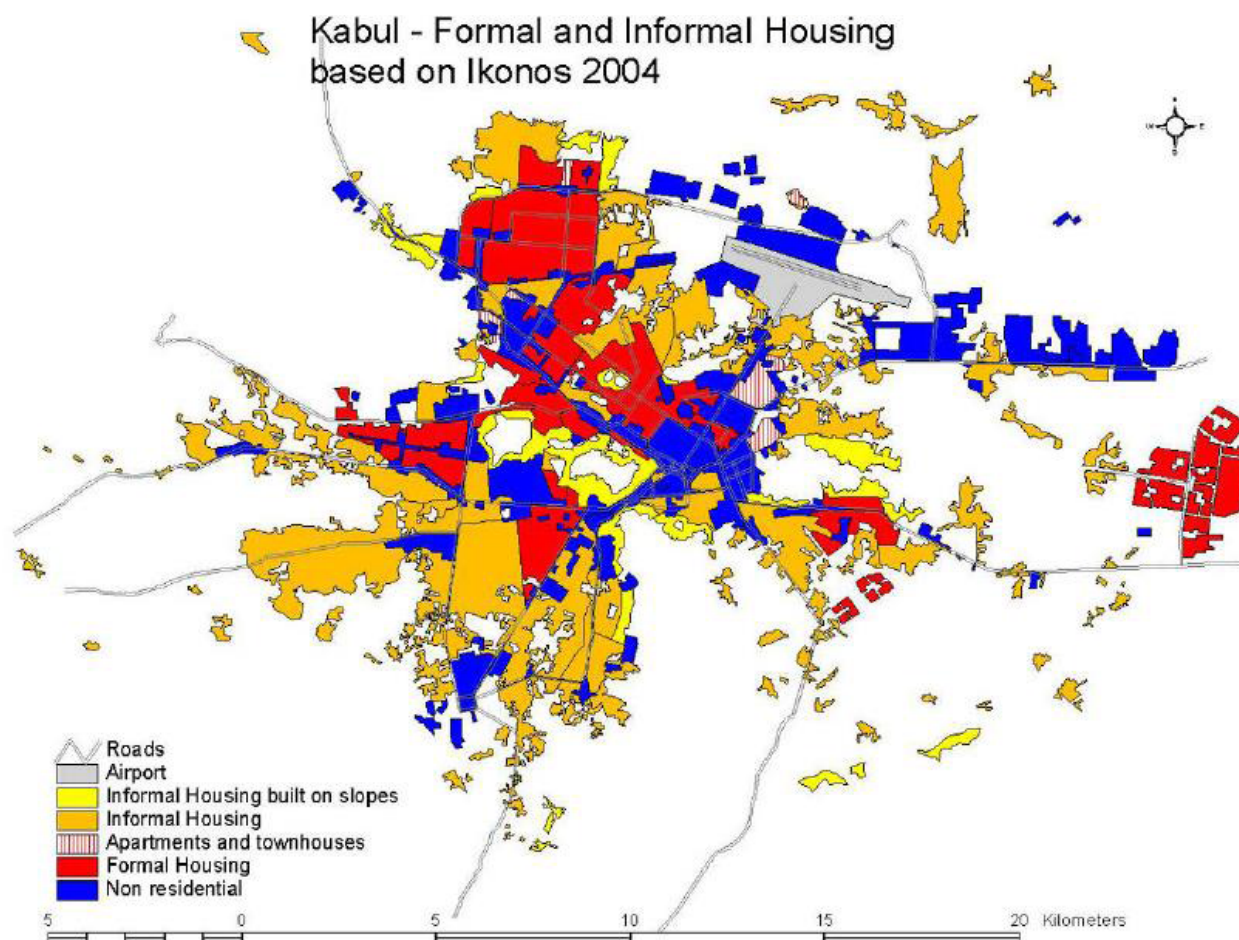 Kabul - Formal and Informal Housing
based on Ikonos 2004
N
W E
S
Roads
Airport
Informal Housing built on slopes
Informal Housing
Apartments and townhouses
Formal Housing
Non residential
5 0 5 10 15 20 Kilometers